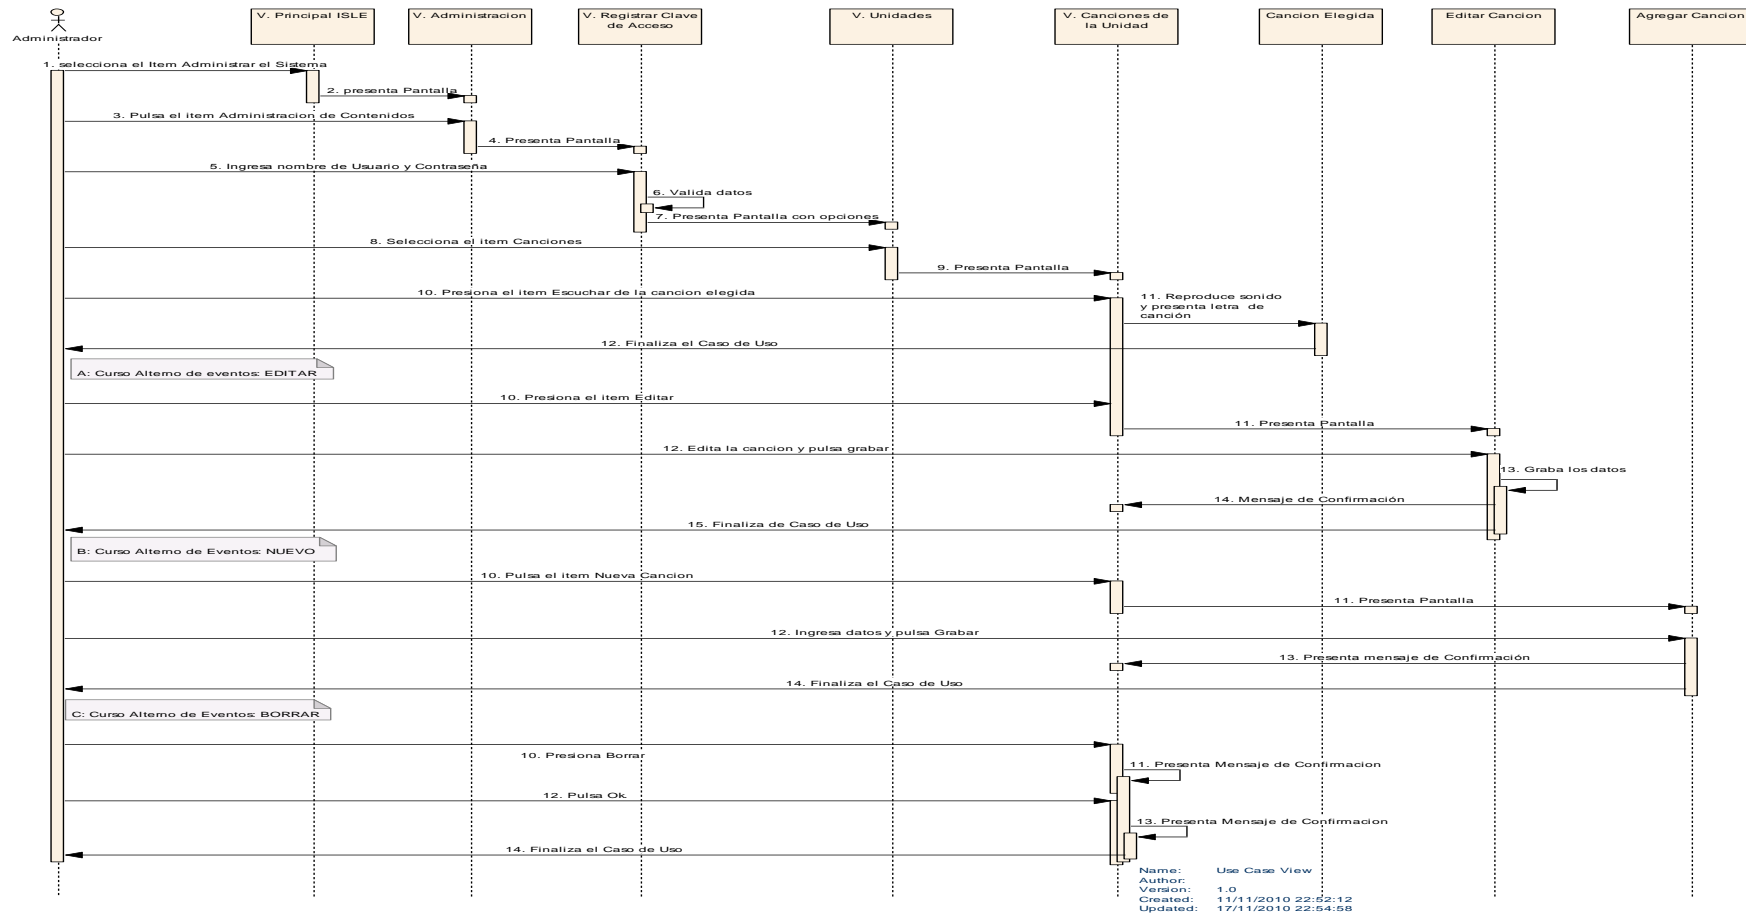 V. Principal ISLE
V. Administracion
V. Registrar Clave
de Acceso
V. Unidades
V. Canciones de
la Unidad
Cancion Elegida
Editar Cancion
Agregar Cancion
Administrador
1. selecciona el Item Administrar el Sistema
2. presenta Pantalla
3. Pulsa el item Administracion de Contenidos
4. Presenta Pantalla
5. Ingresa nombre de Usuario y Contraseña
6. Valida datos
7. Presenta Pantalla con opciones
8. Selecciona el item Canciones
9. Presenta Pantalla
10. Presiona el item Escuchar de la cancion elegida
11. Reproduce sonido
y presenta letra de
canción
12. Finaliza el Caso de Uso
A: Curso Alterno de eventos: EDITAR
10. Presiona el item Editar
11. Presenta Pantalla
12. Edita la cancion y pulsa grabar
13. Graba los datos
14. Mensaje de Confirmación
15. Finaliza de Caso de Uso
B: Curso Alterno de Eventos: NUEVO
10. Pulsa el item Nueva Cancion
11. Presenta Pantalla
12. Ingresa datos y pulsa Grabar
13. Presenta mensaje de Confirmación
14. Finaliza el Caso de Uso
C: Curso Alterno de Eventos: BORRAR
10. Presiona Borrar
11. Presenta Mensaje de Confirmacion
12. Pulsa Ok
13. Presenta Mensaje de Confirmacion
14. Finaliza el Caso de Uso
Name: Use Case View
Author:
Version: 1.0
Created: 11/11/2010 22:52:12
Updated: 17/11/2010 22:54:58